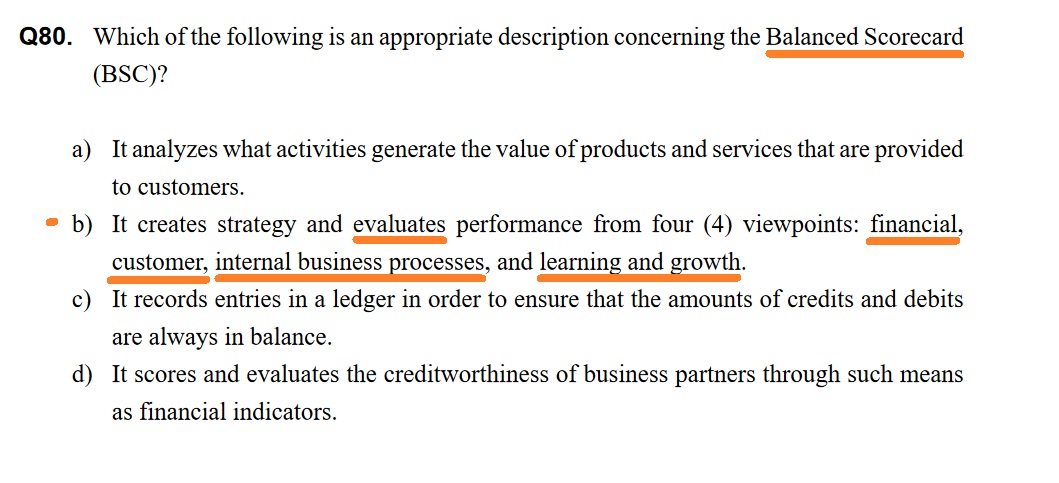 Q80. Which of the following is an appropriate description concerning the Balanced Scorecard
(BSC)?
a) It analyzes what activities generate the value of products and services that are provided
to customers.
b) It creates strategy and evaluates performance from four (4) viewpoints: financial,
customer, internal business processes, and learning and growth.
c) It records entries in a ledger in order to ensure that the amounts of credits and debits
are always in balance.
d) It scores and evaluates the creditworthiness of business partners through such means
as financial indicators.